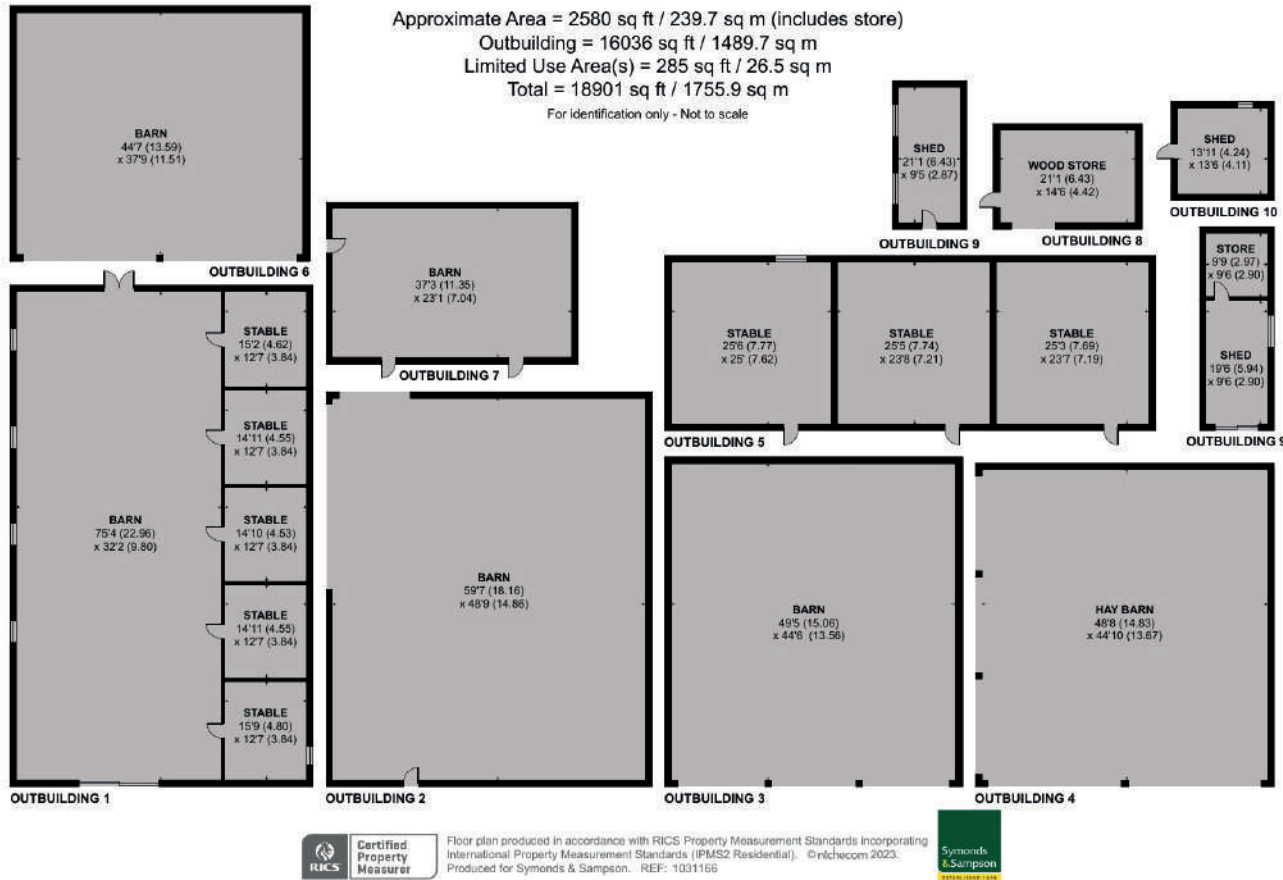 Approximate Area = 2580 sq ft / 239.7 sq m (includes store)
Outbuilding = 16036 sq ft / 1489.7 sq m
Limited Use Area(s) = 285 sq ft / 26.5 sq m
Total = 18901 sq ft / 1755.9 sq m
For identification only - Not to scale
BARN
44'7 (13.59)
x 37'9 (11.51)
OUTBUILDING 6
SHED
21'1 (6.43)
x 9'5 (2.87)
OUTBUILDING 9
WOOD STORE
21'1 (6.43)
x 14'6 (4.42)
OUTBUILDING 8
SHED
13'11 (4.24)
x 13'6 (4.11)
OUTBUILDING 10
BARN
37'3 (11.35)
x 23'1 (7.04)
OUTBUILDING 7
STABLE
25'6 (7.77)
x 25' (7.62)
STABLE
25'5 (7.74)
x 23'8 (7.21)
STABLE
25'3 (7.69)
x 23'7 (7.19)
OUTBUILDING 5
STORE
9'9 (2.97)
x 9'6 (2.90)
SHED
19'6 (5.94)
x 9'6 (2.90)
OUTBUILDING 9
BARN
75'4 (22.96)
x 32'2 (9.80)
STABLE
15'2 (4.62)
x 12'7 (3.84)
STABLE
14'11 (4.55)
x 12'7 (3.84)
STABLE
14'10 (4.53)
x 12'7 (3.84)
STABLE
14'11 (4.55)
x 12'7 (3.84)
STABLE
15'9 (4.80)
x 12'7 (3.84)
OUTBUILDING 1
BARN
59'7 (18.16)
x 48'9 (14.86)
OUTBUILDING 2
BARN
49'5 (15.06)
x 44'6 (13.56)
OUTBUILDING 3
HAY BARN
48'8 (14.83)
x 44'10 (13.67)
OUTBUILDING 4
RICS
Certified
Property
Measurer
Floor plan produced in accordance with RICS Property Measurement Standards incorporating
International Property Measurement Standards (IPMS2 Residential). ©nichecom 2023.
Produced for Symonds & Sampson. REF: 1031166
Symonds
&Sampson